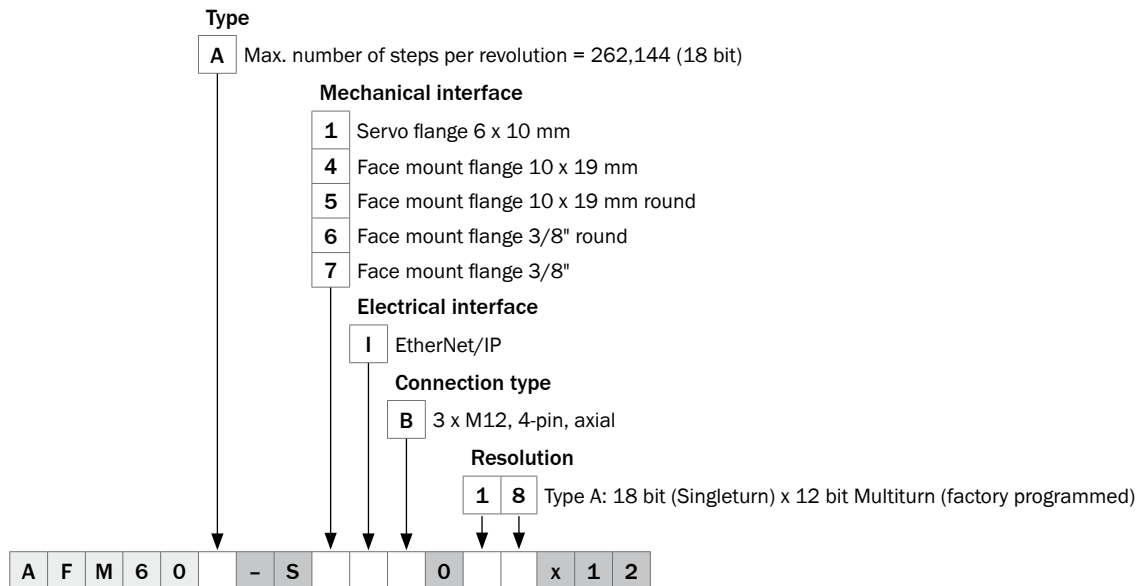 Type
A Max. number of steps per revolution = 262,144 (18 bit)
Mechanical interface
1 Servo flange 6 x 10 mm
4 Face mount flange 10 x 19 mm
5 Face mount flange 10 x 19 mm round
6 Face mount flange 3/8" round
7 Face mount flange 3/8"
Electrical interface
I EtherNet/IP
Connection type
B 3 x M12, 4-pin, axial
Resolution
1 8 Type A: 18 bit (Singleturn) x 12 bit Multiturn (factory programmed)
A F M 6 0 – S 0 x 1 2